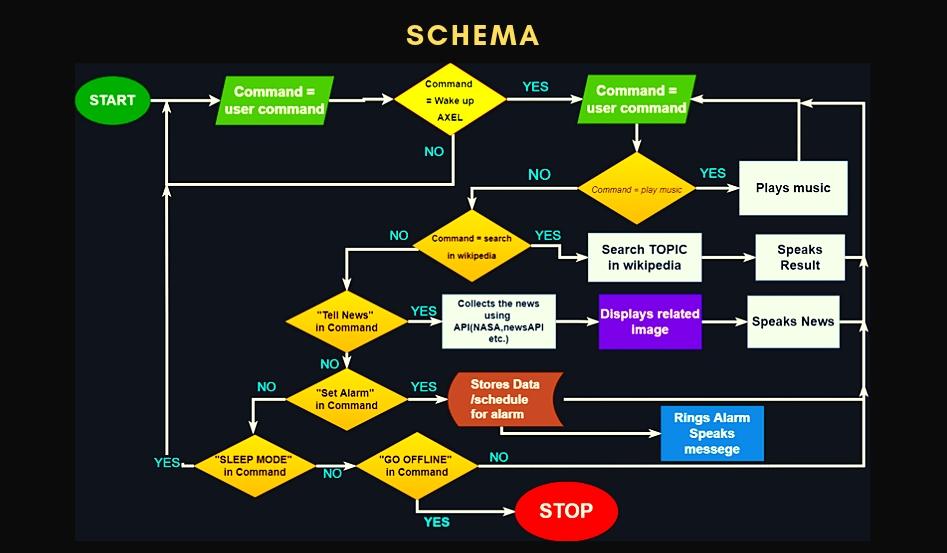 SCHEMA
START
Command =
user command
Command
= Wake up
AXEL
YES
Command =
user command
NO
NO
Command = play music
YES
Plays music
NO
Command = search
in wikipedia
YES
Search TOPIC
in wikipedia
Speaks
Result
"Tell News"
in Command
YES
Collects the news
using
API(NASA,newsAPI
etc.)
Displays related
image
Speaks News
NO
NO
"Set Alarm"
in Command
YES
Stores Data
/schedule
for alarm
Rings Alarm
Speaks
messege
YES
"SLEEP MODE"
in Command
NO
"GO OFFLINE"
in Command
NO
YES
STOP